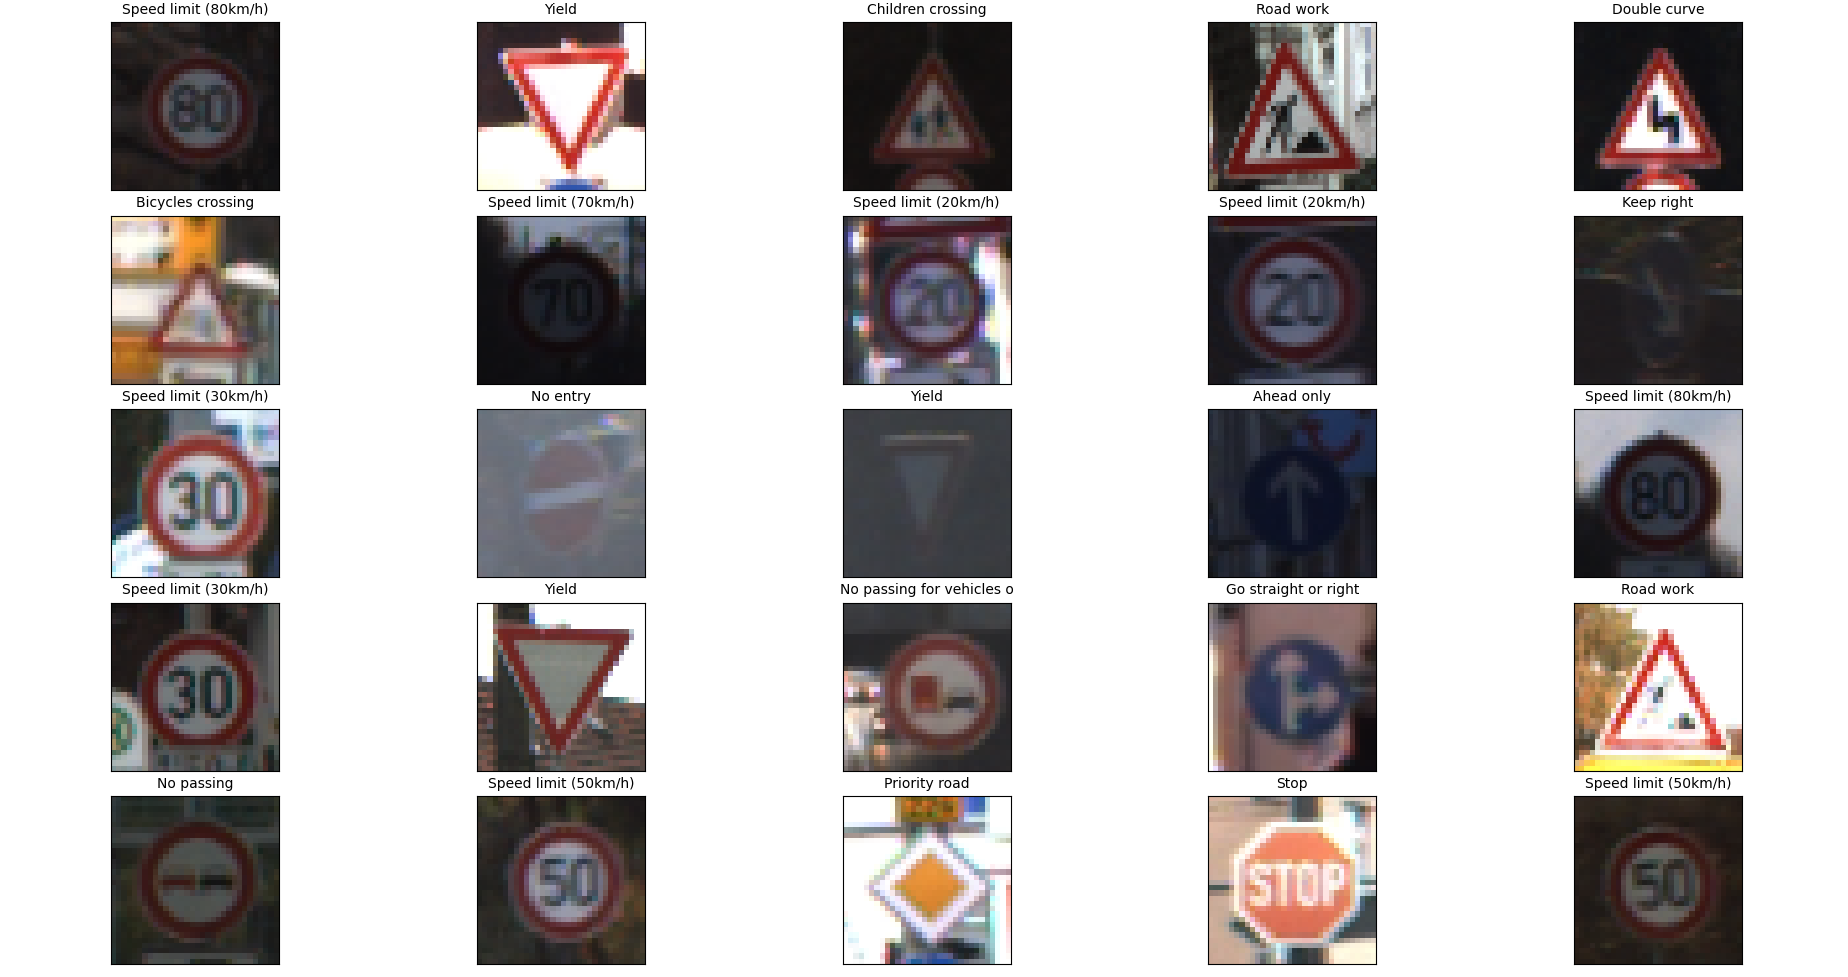 Speed limit (80km/h)
Yield
Children crossing
Road work
Double curve
80
Bicycles crossing
Speed limit (70km/h)
Speed limit (20km/h)
Speed limit (20km/h)
Keep right
70
20
20
Speed limit (30km/h)
No entry
Yield
Ahead only
Speed limit (80km/h)
30
80
Speed limit (30km/h)
Yield
No passing for vehicles o
Go straight or right
Road work
30
No passing
Speed limit (50km/h)
Priority road
Stop
Speed limit (50km/h)
50
STOP
50